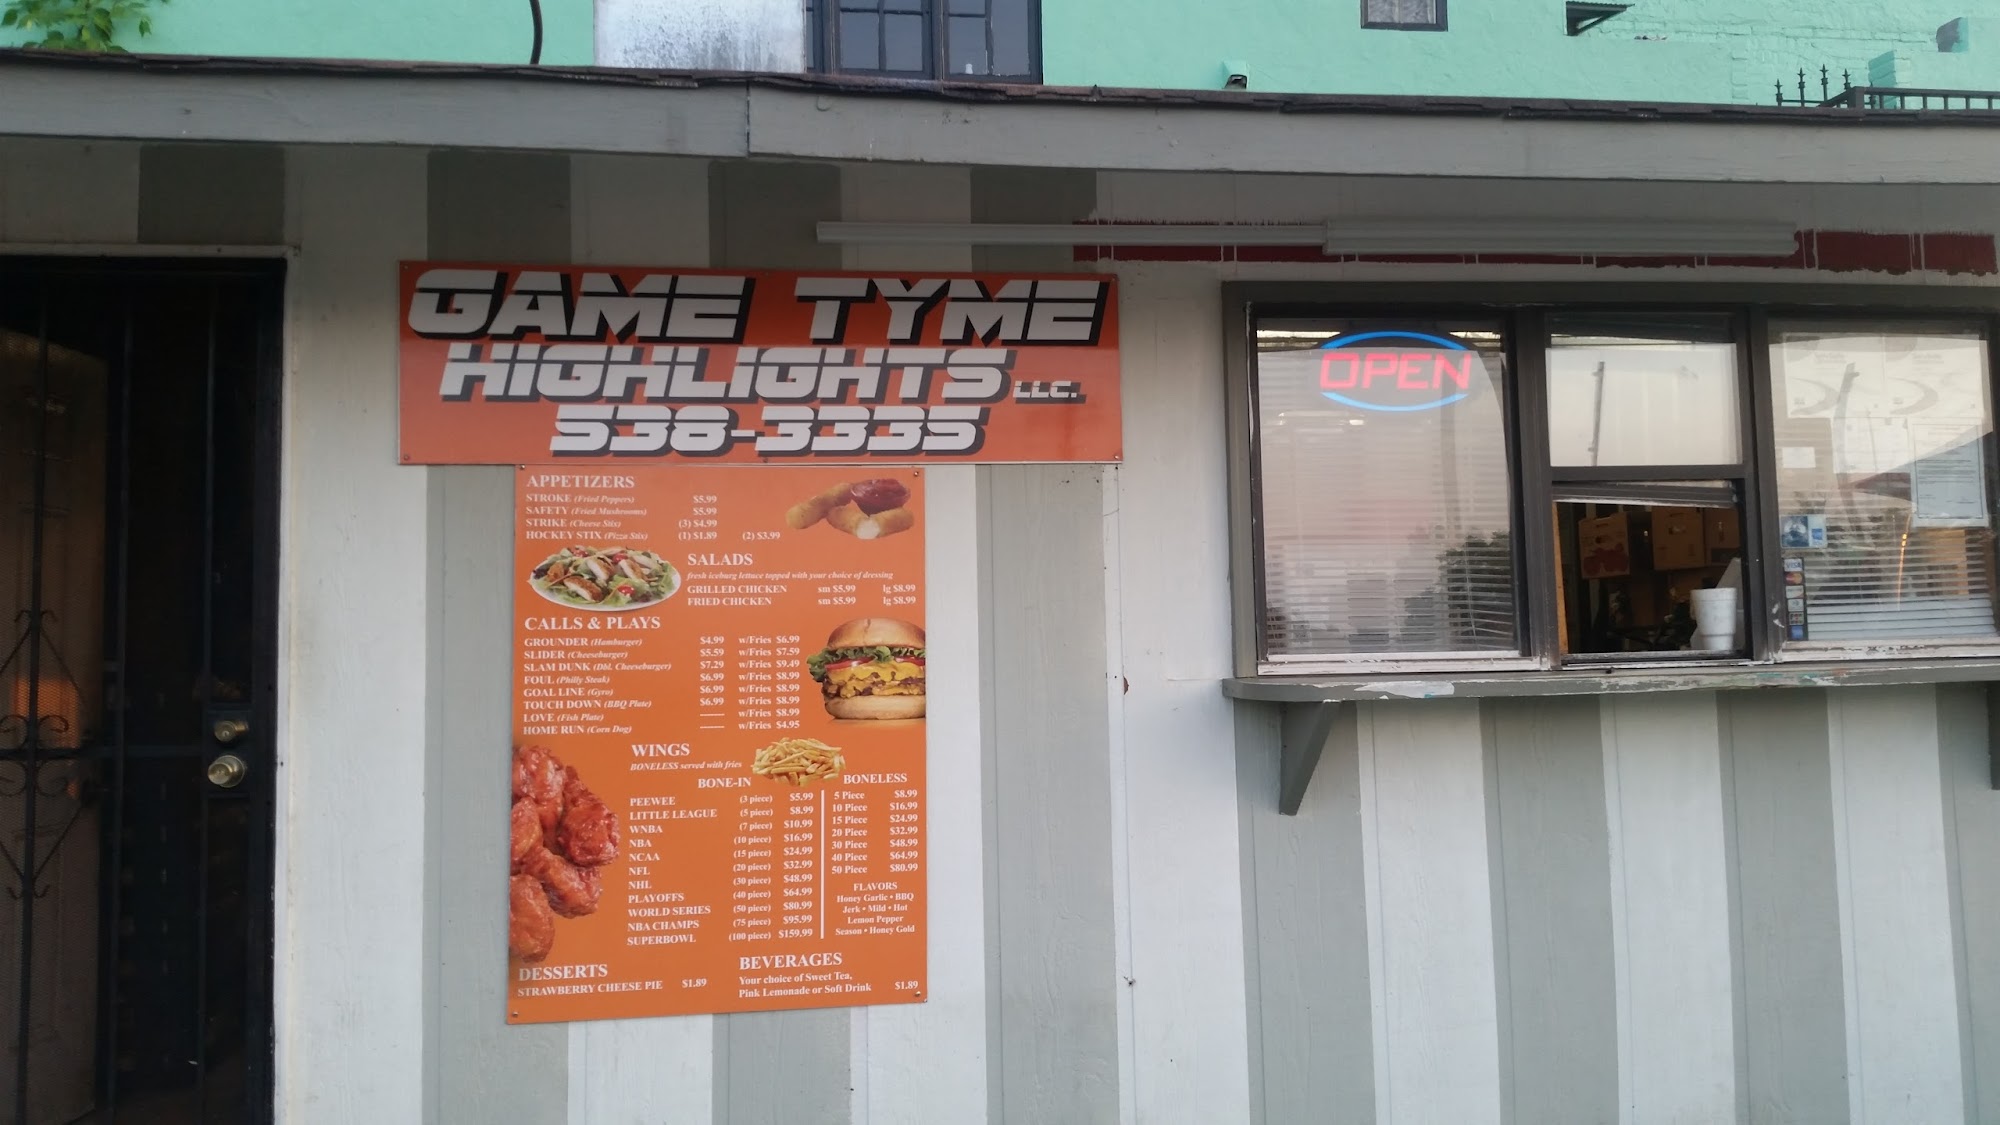 GAME TYME
HIGHLIGHTS LLC.
538-3335
OPEN
APPETIZERS
STROKE (Fried Peppers) $5.99
SAFETY (Fried Mushrooms) $5.99
STRIKE (Cheese Stix) (3) $4.99
HOCKEY STIX (Pizza Stix) (1) $1.89 (2) $3.99
SALADS
fresh iceburg lettuce topped with your choice of dressing
GRILLED CHICKEN sm $5.99 lg $8.99
FRIED CHICKEN sm $5.99 lg $8.99
CALLS & PLAYS
GROUNDER (Hamburger) $4.99 w/Fries $6.99
SLIDER (Cheeseburger) $5.59 w/Fries $7.59
SLAM DUNK (Dbl. Cheeseburger) $7.29 w/Fries $9.49
FOUL (Philly Steak) $6.99 w/Fries $8.99
GOAL LINE (Gyro) $6.99 w/Fries $8.99
TOUCH DOWN (BBQ Plate) $6.99 w/Fries $8.99
LOVE (Fish Plate) ------ w/Fries $8.99
HOME RUN (Corn Dog) ------ w/Fries $4.95
WINGS
BONELESS served with fries
BONE-IN
PEEWEE (3 piece) $5.99
LITTLE LEAGUE (5 piece) $8.99
WNBA (7 piece) $10.99
NBA (10 piece) $16.99
NCAA (15 piece) $24.99
NFL (20 piece) $32.99
NHL (30 piece) $48.99
PLAYOFFS (40 piece) $64.99
WORLD SERIES (50 piece) $80.99
NBA CHAMPS (75 piece) $95.99
SUPERBOWL (100 piece) $159.99
BONELESS
5 Piece $8.99
10 Piece $16.99
15 Piece $24.99
20 Piece $32.99
30 Piece $48.99
40 Piece $64.99
50 Piece $80.99
FLAVORS
Honey Garlic • BBQ
Jerk • Mild • Hot
Lemon Pepper
Season • Honey Gold
DESSERTS
STRAWBERRY CHEESE PIE $1.89
BEVERAGES
Your choice of Sweet Tea,
Pink Lemonade or Soft Drink $1.89
VISA